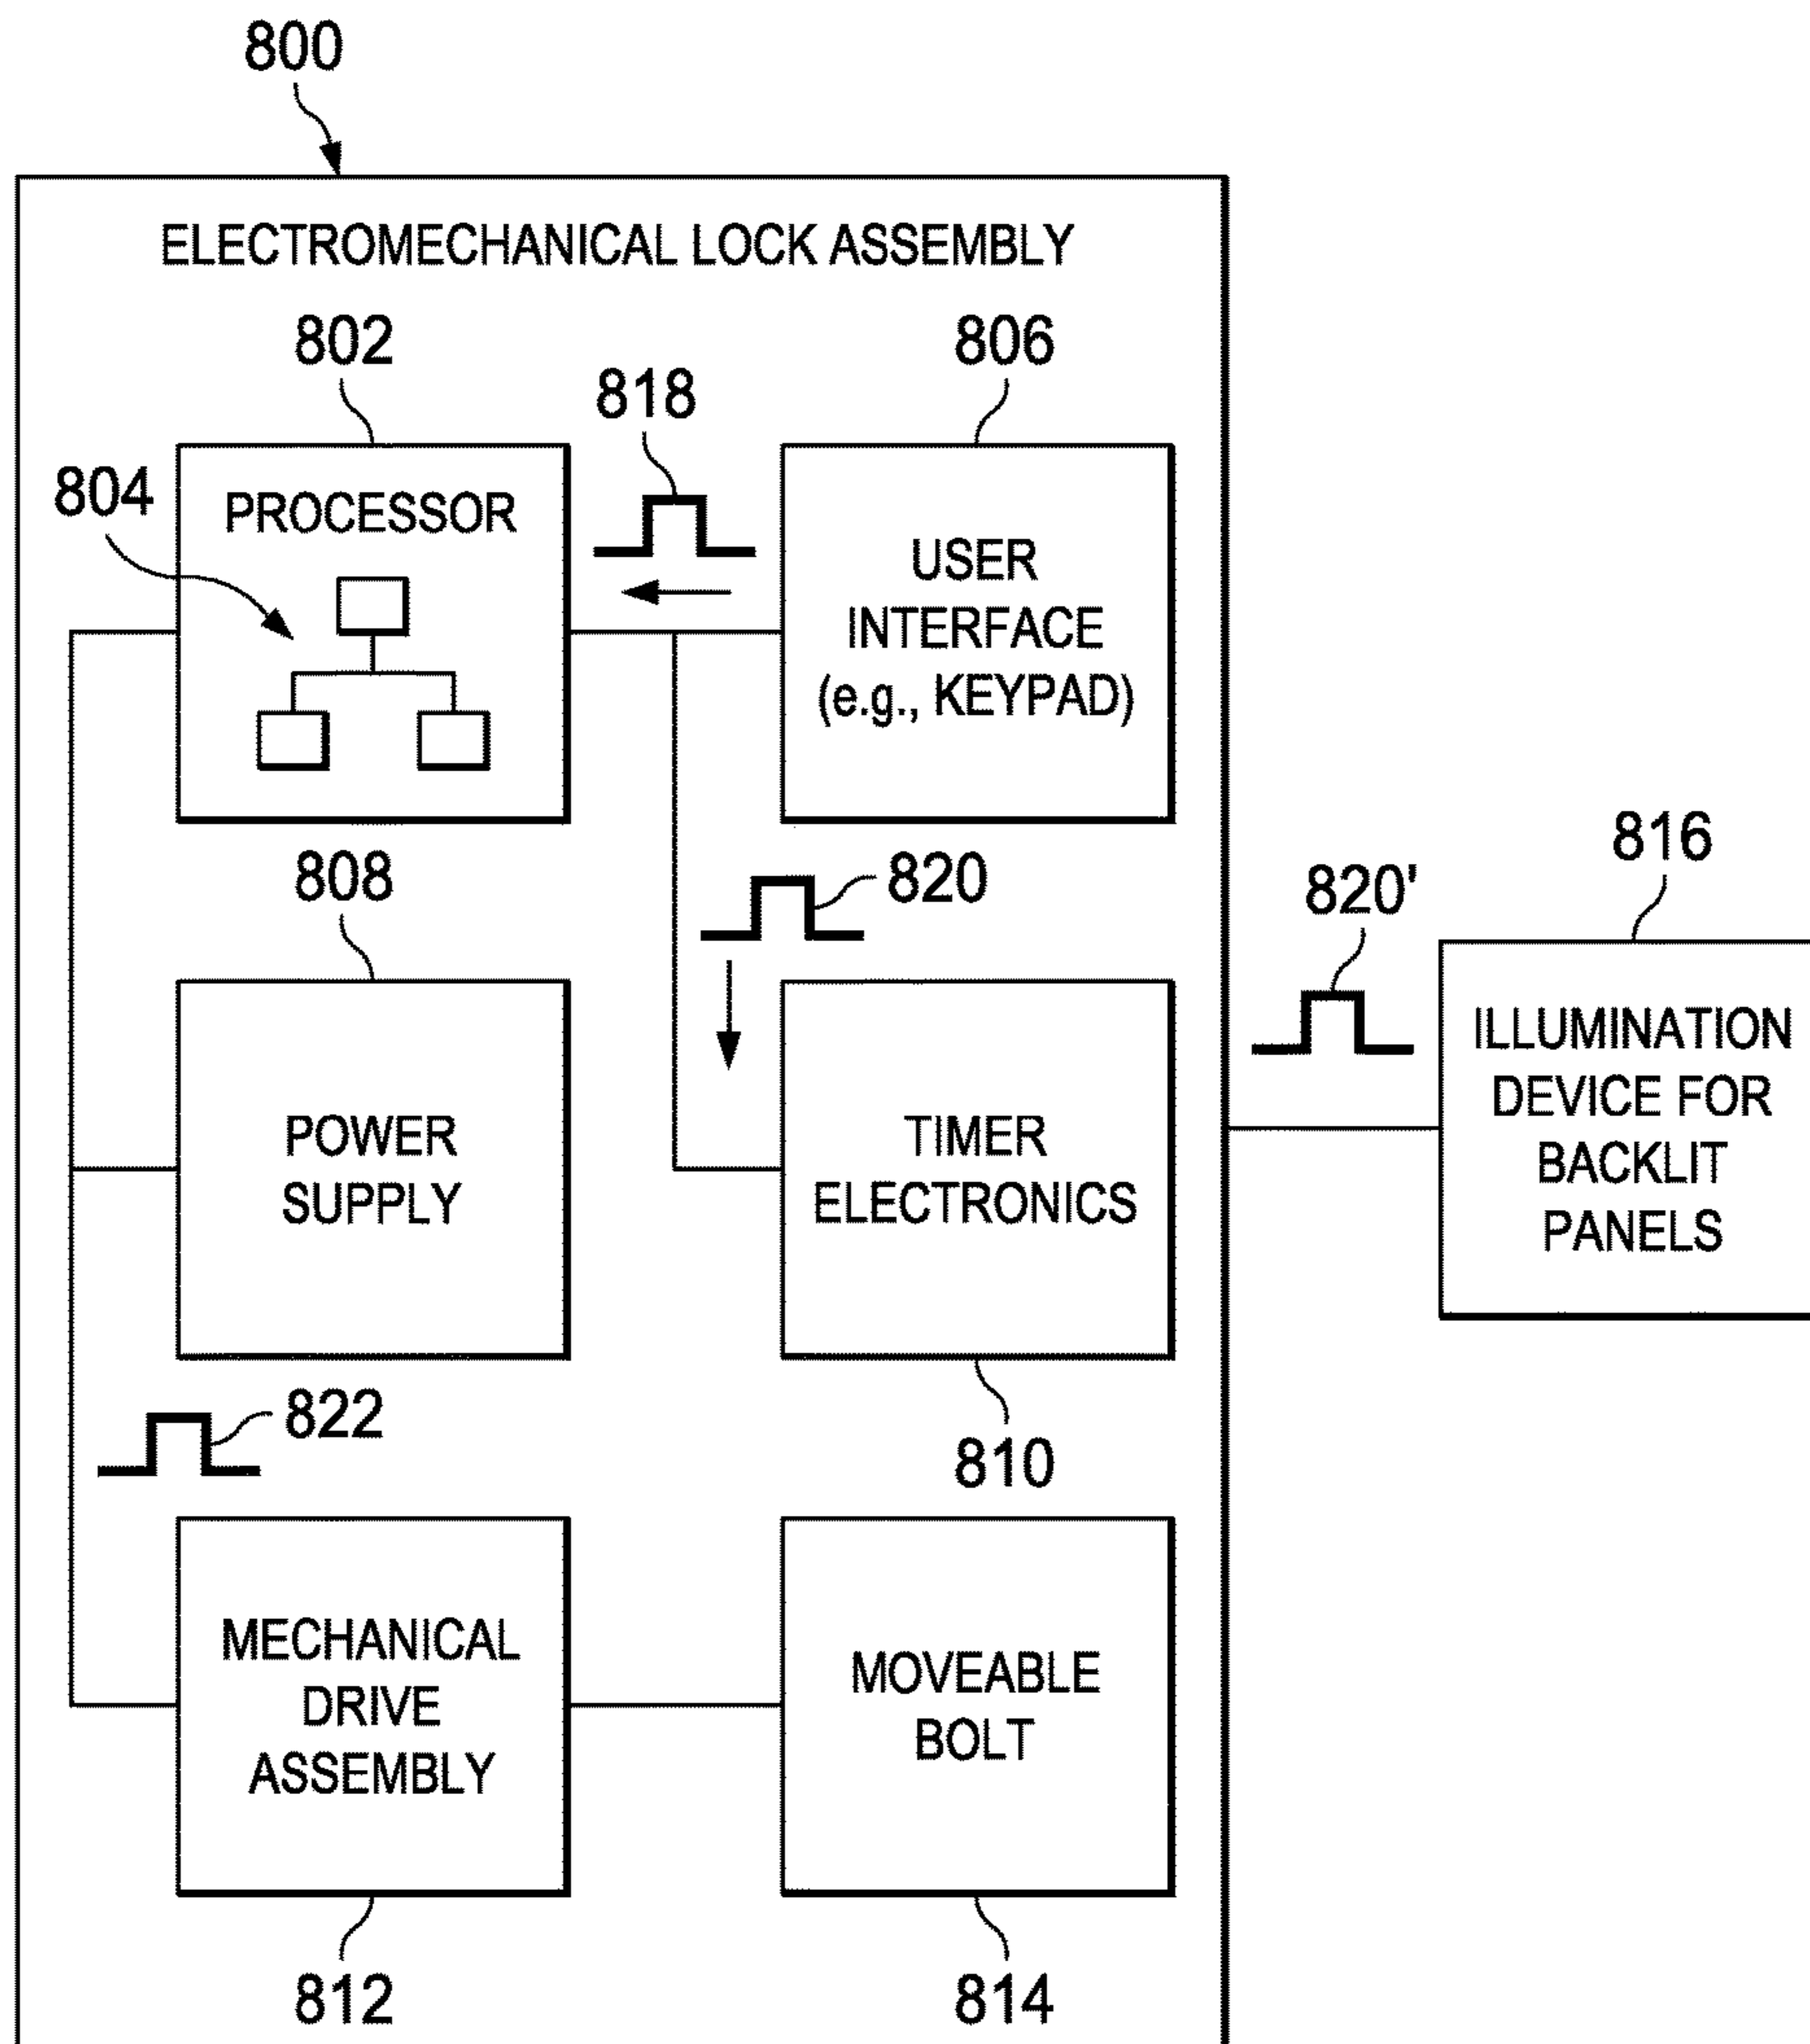 800
ELECTROMECHANICAL LOCK ASSEMBLY
802
806
818
804
PROCESSOR
USER
INTERFACE
(e.g., KEYPAD)
808
820
820'
816
POWER
SUPPLY
TIMER
ELECTRONICS
ILLUMINATION
DEVICE FOR
BACKLIT
PANELS
822
810
MECHANICAL
DRIVE
ASSEMBLY
MOVEABLE
BOLT
812
814